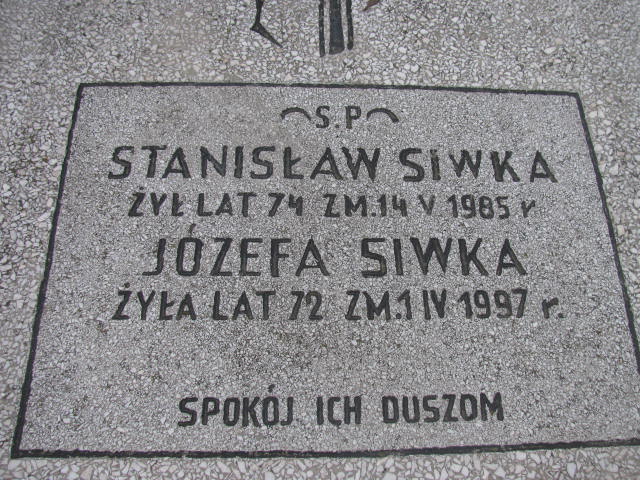 S.P.
STANISŁAW SIWKA
ŻYŁ LAT 74 ZM.14 V 1985 r
JÓZEFA SIWKA
ŻYŁA LAT 72 ZM.1 IV 1997 r.
SPOKÓJ ICH DUSZOM